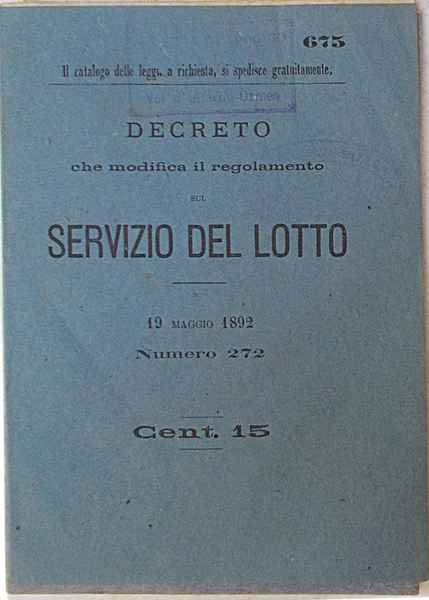 675
Il catalogo delle leggi, a richiesta, si spedisce gratuitamente.
DECRETO
che modifica il regolamento
SUL
SERVIZIO DEL LOTTO
19 MAGGIO 1892
Numero 272
Cent. 15